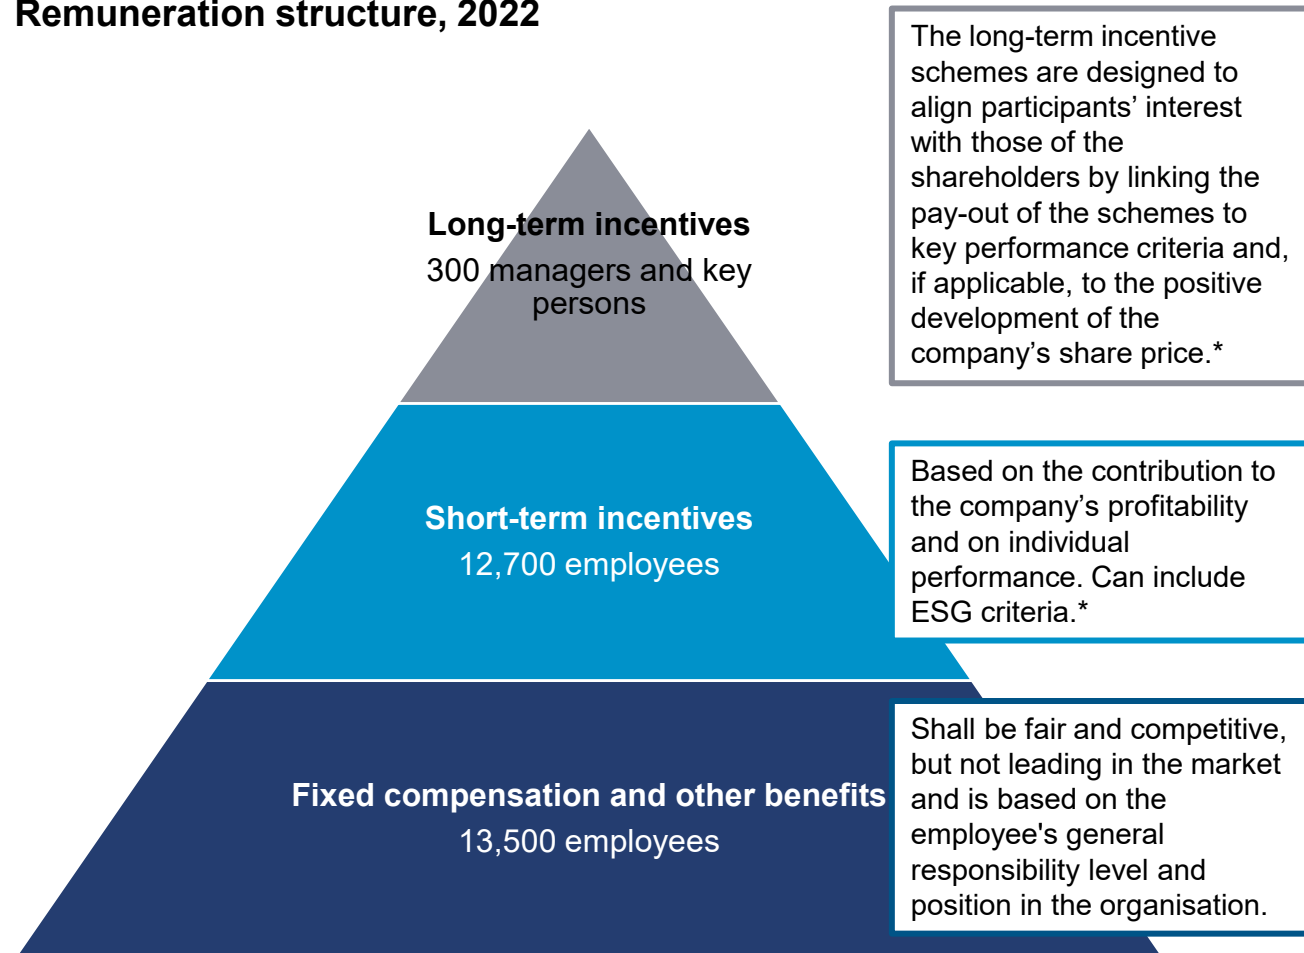 Remuneration structure, 2022
Long-term incentives
300 managers and key
persons
The long-term incentive
schemes are designed to
align participants’ interest
with those of the
shareholders by linking the
pay-out of the schemes to
key performance criteria and,
if applicable, to the positive
development of the
company’s share price.*
Short-term incentives
12,700 employees
Based on the contribution to
the company’s profitability
and on individual
performance. Can include
ESG criteria.*
Fixed compensation and other benefits
13,500 employees
Shall be fair and competitive,
but not leading in the market
and is based on the
employee's general
responsibility level and
position in the organisation.